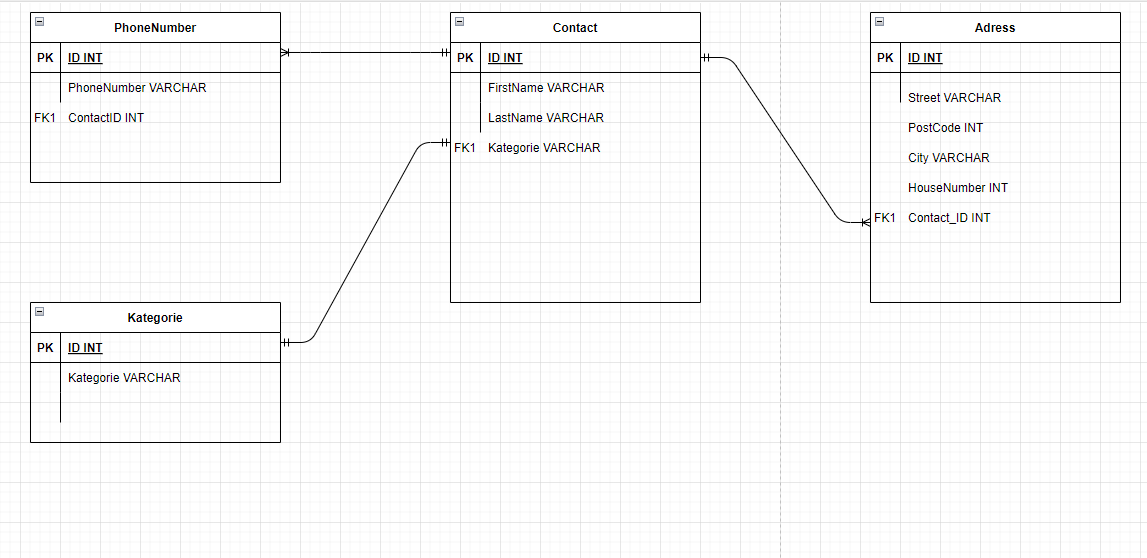 PhoneNumber
PK ID INT
PhoneNumber VARCHAR
FK1 ContactID INT
Contact
PK ID INT
FirstName VARCHAR
LastName VARCHAR
FK1 Kategorie VARCHAR
Adress
PK ID INT
Street VARCHAR
PostCode INT
City VARCHAR
HouseNumber INT
FK1 Contact_ID INT
Kategorie
PK ID INT
Kategorie VARCHAR